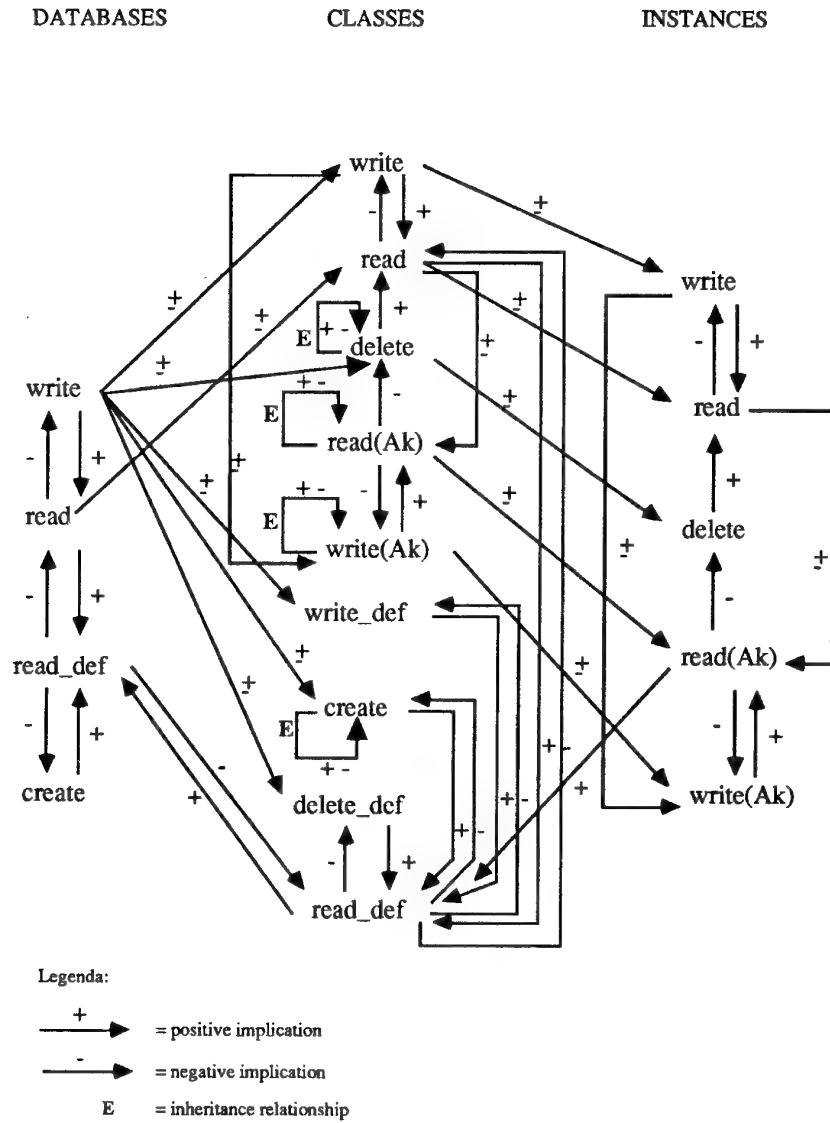 DATABASES CLASSES INSTANCES
write
- +
±
read
write
±
±
+
±
- +
E + -
±
delete
±
read
+ -
write
-
±
E
- +
read(Ak)
±
±
+
read
- +
±
delete
+ -
E
±
write(Ak)
±
- +
write_def
-
read_def
±
±
read(Ak)
create
±
E
- +
- +
+ -
-
+ -
create
delete_def
+
+ -
+
write(Ak)
+ -
- +
read_def
Legenda:
+
= positive implication
-
= negative implication
E = inheritance relationship